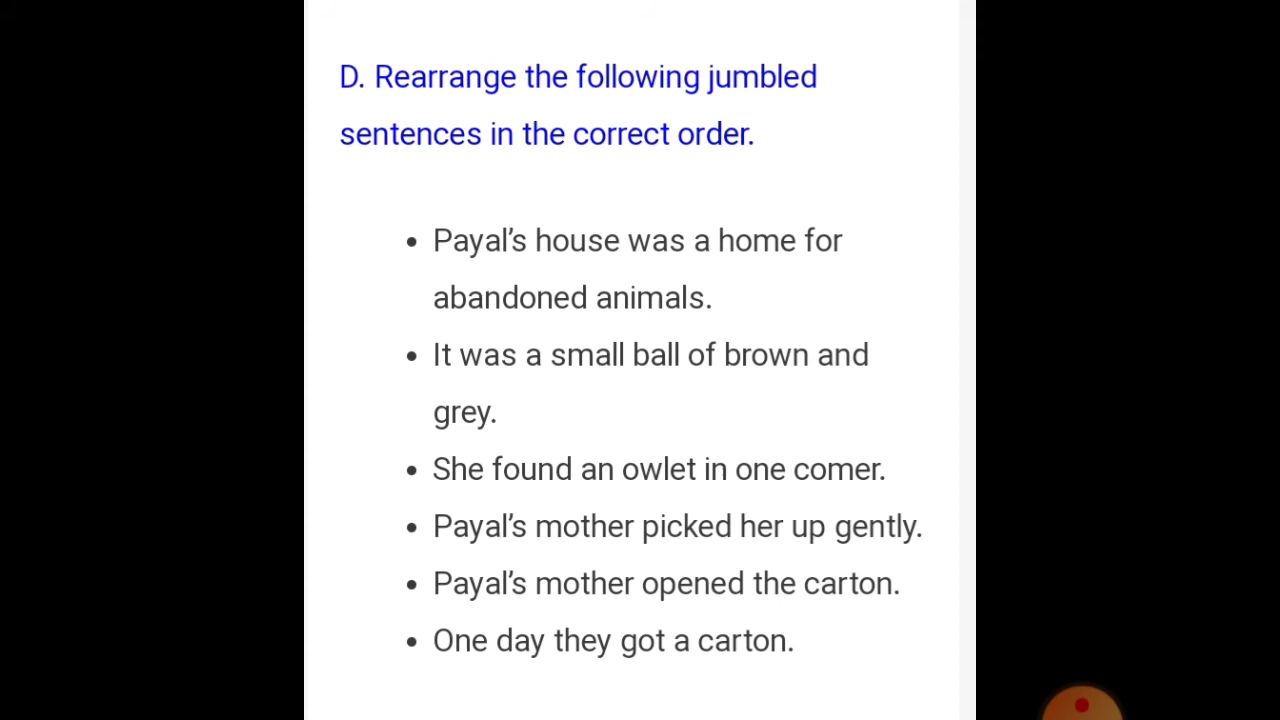 D. Rearrange the following jumbled
sentences in the correct order.
• Payal’s house was a home for
abandoned animals.
• It was a small ball of brown and
grey.
• She found an owlet in one comer.
• Payal’s mother picked her up gently.
• Payal’s mother opened the carton.
• One day they got a carton.